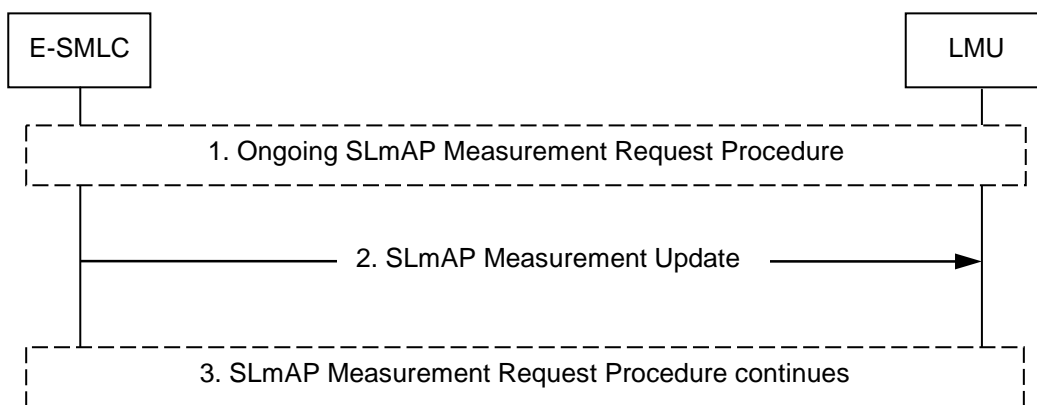 E-SMLC
LMU
1. Ongoing SLmAP Measurement Request Procedure
2. SLmAP Measurement Update
3. SLmAP Measurement Request Procedure continues